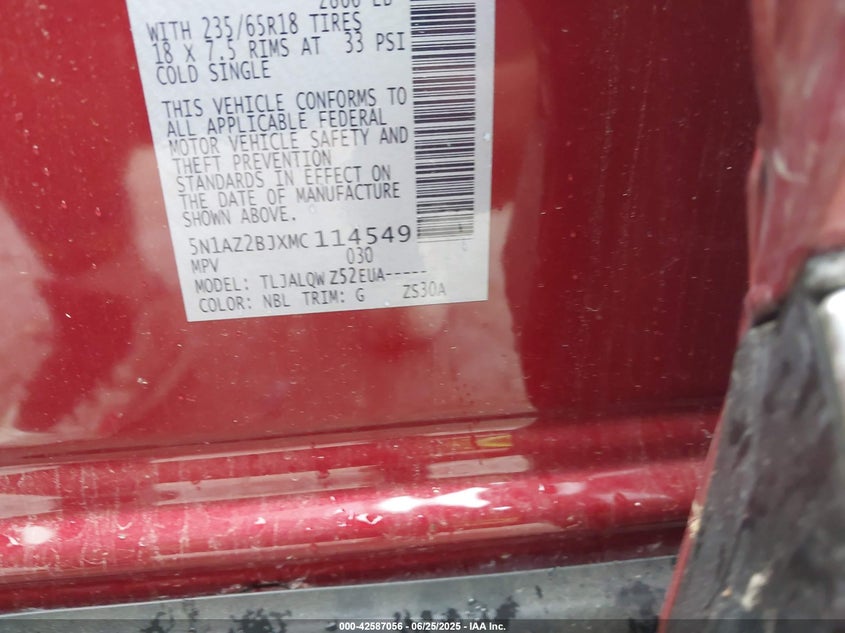 WITH 235/65R18 TIRES
18 X 7.5 RIMS AT 33 PSI
COLD SINGLE
THIS VEHICLE CONFORMS TO
ALL APPLICABLE FEDERAL
MOTOR VEHICLE SAFETY AND
THEFT PREVENTION
STANDARDS IN EFFECT ON
THE DATE OF MANUFACTURE
SHOWN ABOVE.
5N1AZ2BJXMC114549
MPV 030
MODEL: TLJALQWZ52EUA-----
COLOR: NBL TRIM: G ZS30A
000-42587056 | 06/25/2025 | IAA Inc.